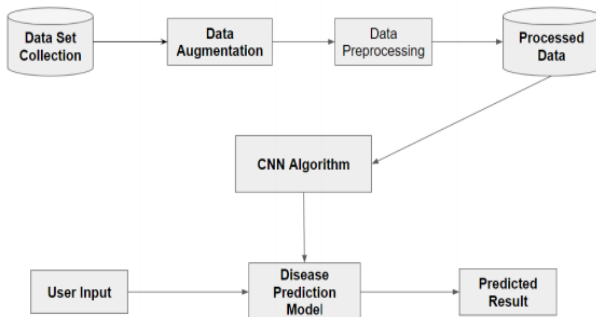 Data Set
Collection
Data
Augmentation
Data
Preprocessing
Processed
Data
CNN Algorithm
User Input
Disease
Prediction
Model
Predicted
Result